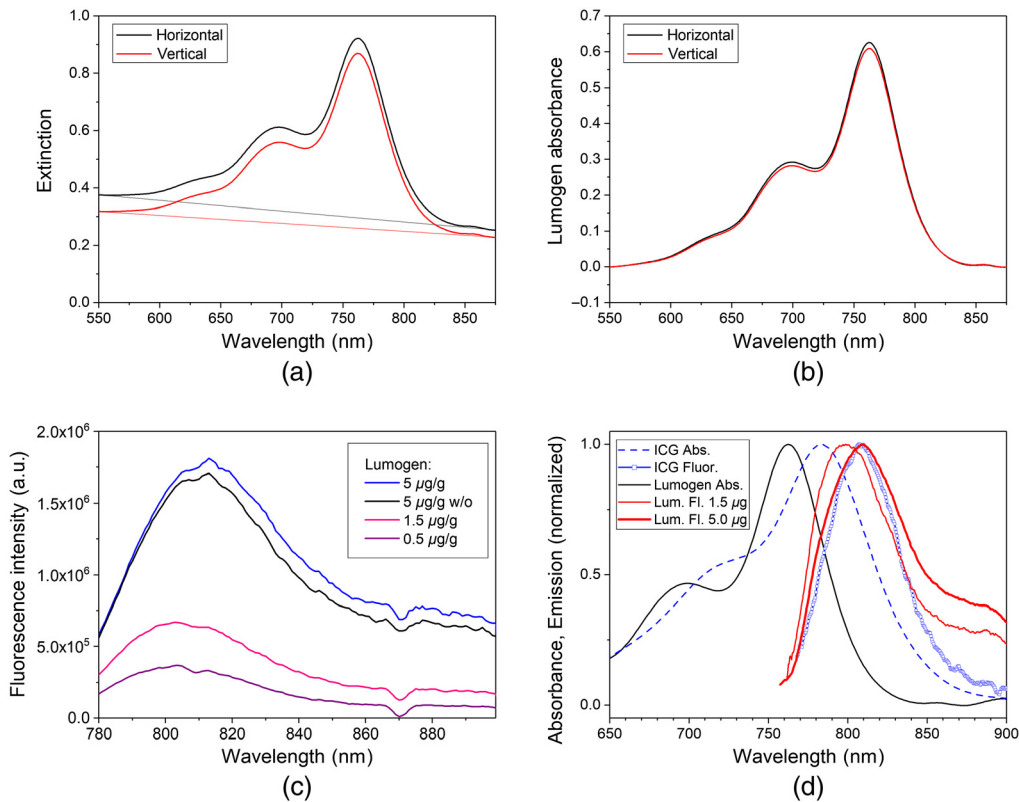 1.0
0.8
0.6
0.4
0.2
0.0
Extinction
Horizontal
Vertical
550 600 650 700 750 800 850
Wavelength (nm)
(a)
0.7
0.6
0.5
0.4
0.3
0.2
0.1
0.0
−0.1
Lumogen absorbance
Horizontal
Vertical
550 600 650 700 750 800 850
Wavelength (nm)
(b)
2.0x10⁶
1.5x10⁶
1.0x10⁶
5.0x10⁵
0.0
Fluorescence intensity (a.u.)
Lumogen:
5 µg/g
5 µg/g w/o
1.5 µg/g
0.5 µg/g
780 800 820 840 860 880
Wavelength (nm)
(c)
1.0
0.5
0.0
Absorbance, Emission (normalized)
ICG Abs.
ICG Fluor.
Lumogen Abs.
Lum. Fl. 1.5 µg
Lum. Fl. 5.0 µg
650 700 750 800 850 900
Wavelength (nm)
(d)